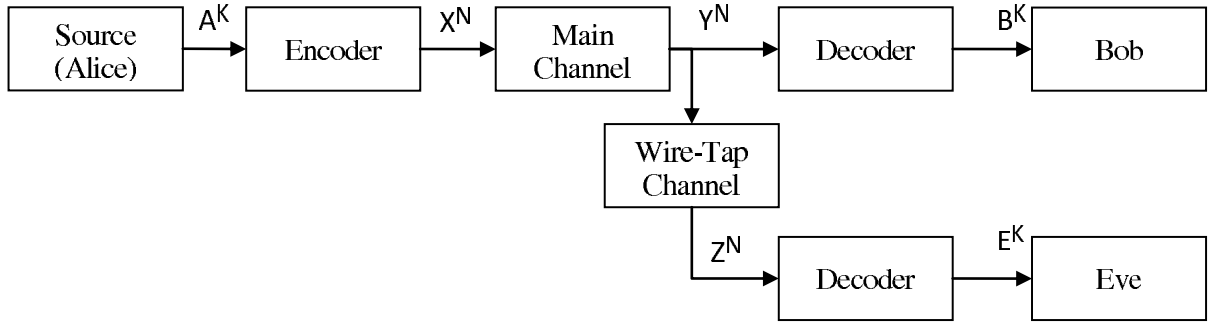 A^K X^N Y^N B^K
Source (Alice) Encoder Main Channel Decoder Bob
Wire-Tap Channel
Z^N E^K
Decoder Eve